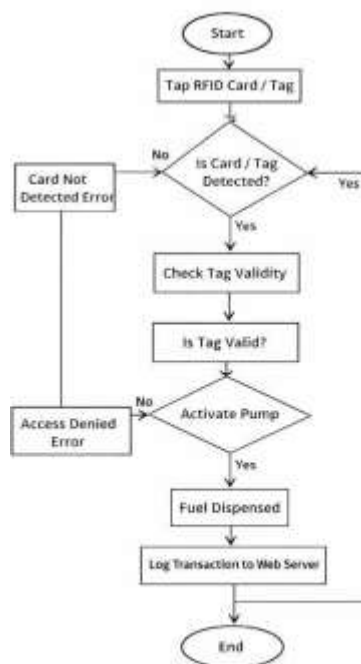 Start
Tap RFID Card / Tag
No
Is Card / Tag
Detected?
Card Not
Detected Error
Yes
Yes
Check Tag Validity
Is Tag Valid?
No
Activate Pump
Access Denied
Error
Yes
Fuel Dispensed
Log Transaction to Web Server
End